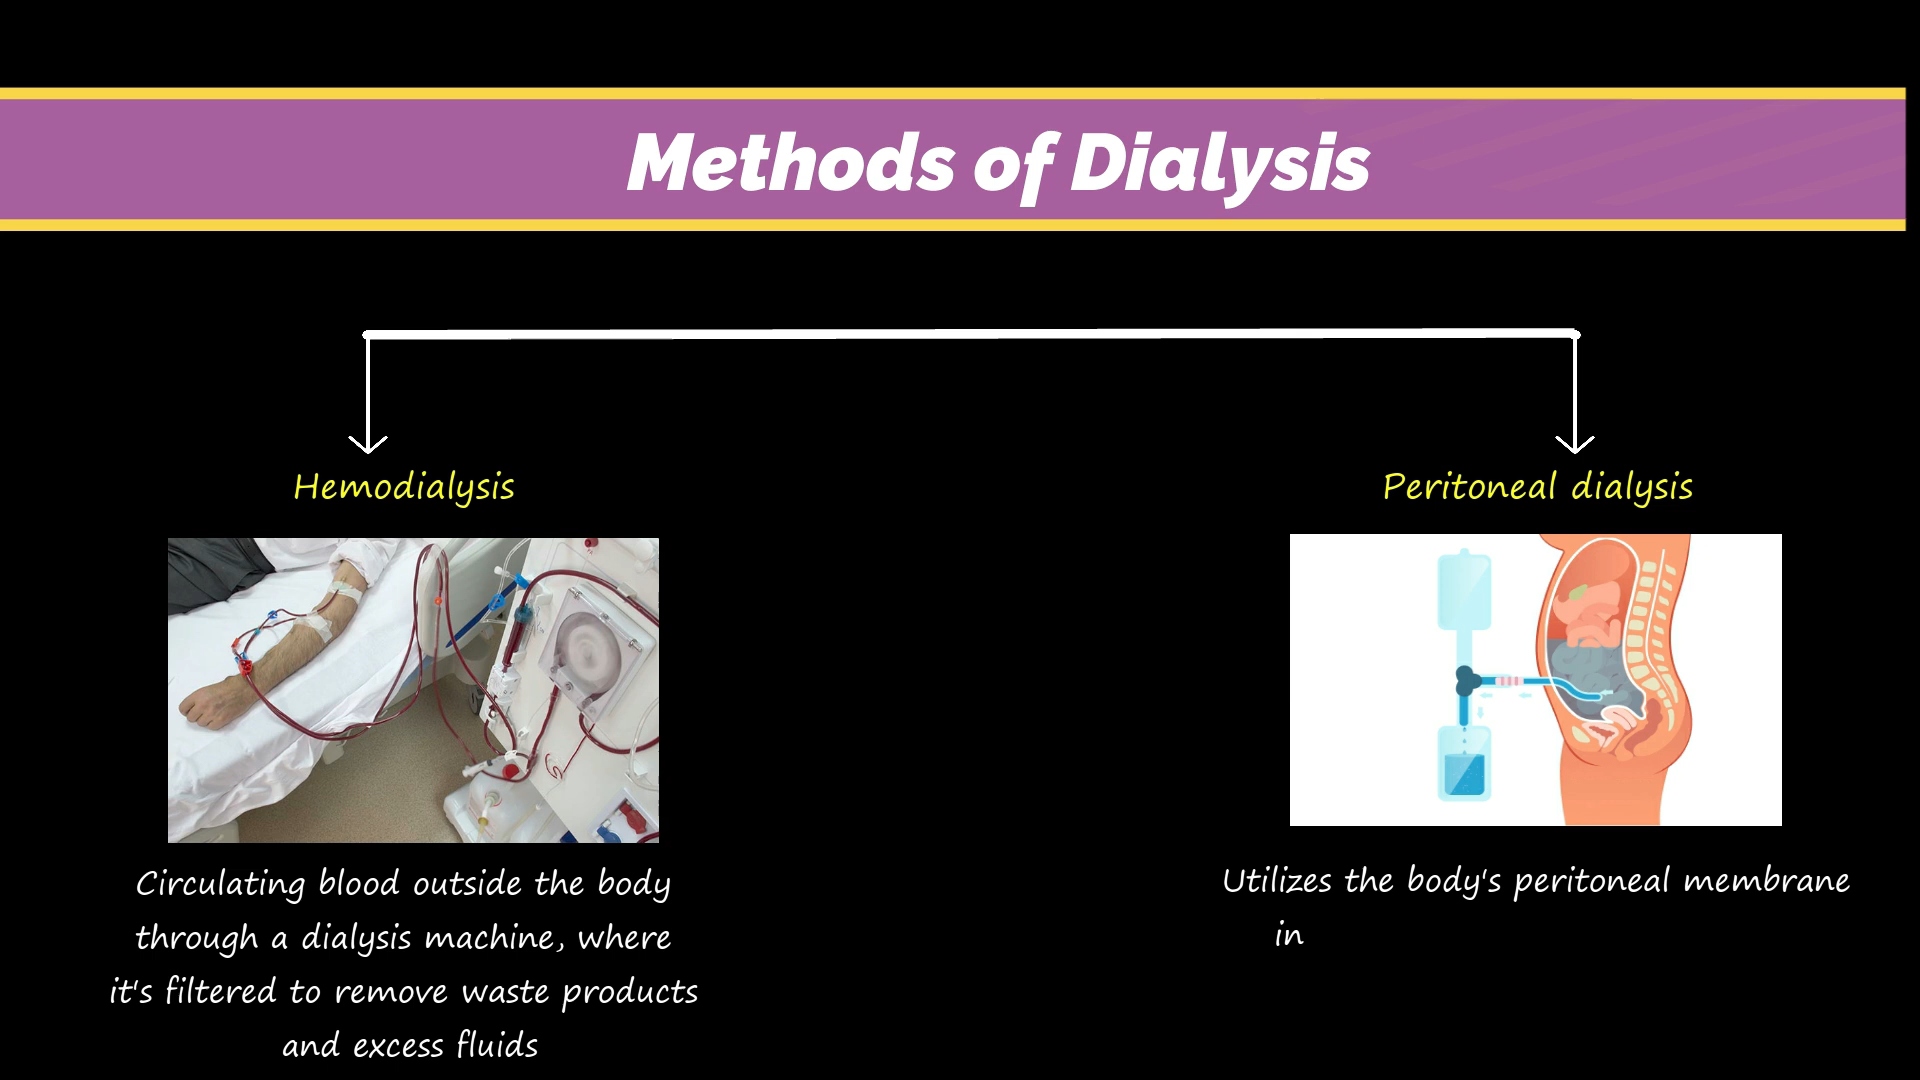 Methods of Dialysis
Hemodialysis
Circulating blood outside the body
through a dialysis machine, where
it's filtered to remove waste products
and excess fluids
Peritoneal dialysis
Utilizes the body's peritoneal membrane
in